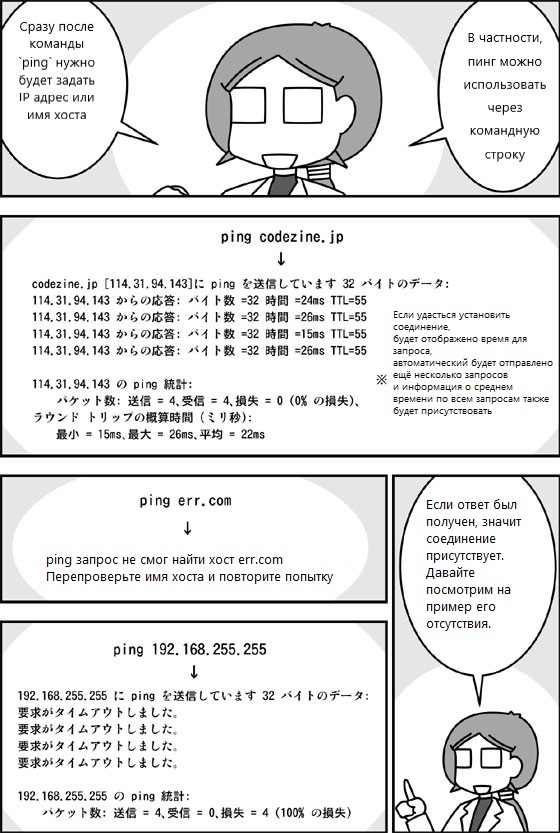 В частности,
пинг можно
использовать
через
командную
строку
Сразу после
команды
`ping` нужно
будет задать
IP адрес или
имя хоста
ping codezine.jp
↓
codezine.jp [114.31.94.143]に ping を送信しています 32 バイトのデータ:
114.31.94.143 からの応答: バイト数 =32 時間 =24ms TTL=55
114.31.94.143 からの応答: バイト数 =32 時間 =26ms TTL=55
114.31.94.143 からの応答: バイト数 =32 時間 =15ms TTL=55
114.31.94.143 からの応答: バイト数 =32 時間 =26ms TTL=55
114.31.94.143 の ping 統計:
パケット数: 送信 = 4、受信 = 4、損失 = 0 (0% の損失)、
ラウンド トリップの概算時間 (ミリ秒):
最小 = 15ms、最大 = 26ms、平均 = 22ms
Если удасться установить
соединение,
будет отображено время для
запроса,
автоматический будет отправлено
※ ещё несколько запросов
и информация о среднем
времени по всем запросам также
будет присутствовать
Если ответ был
получен, значит
соединение
присутствует.
Давайте
посмотрим на
пример его
отсутствия.
ping err.com
↓
ping запрос не смог найти хост err.com
Перепроверьте имя хоста и повторите попытку
ping 192.168.255.255
↓
192.168.255.255 に ping を送信しています 32 バイトのデータ:
要求がタイムアウトしました。
要求がタイムアウトしました。
要求がタイムアウトしました。
要求がタイムアウトしました。
192.168.255.255 の ping 統計:
パケット数: 送信 = 4、受信 = 0、損失 = 4 (100% の損失)